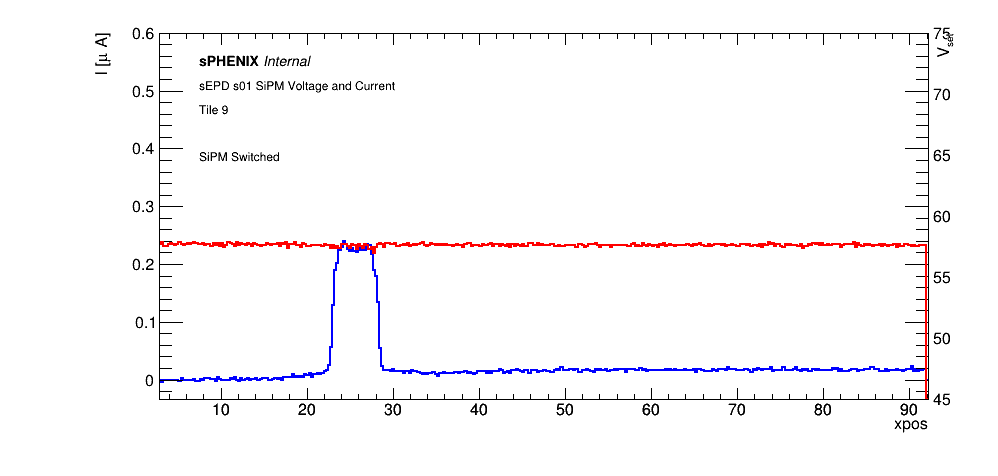 I [μ A]
0.6
0.5
0.4
0.3
0.2
0.1
0
sPHENIX Internal
sEPD s01 SiPM Voltage and Current
Tile 9
SiPM Switched
75
70
65
60
55
50
45
Vset
10 20 30 40 50 60 70 80 90
xpos